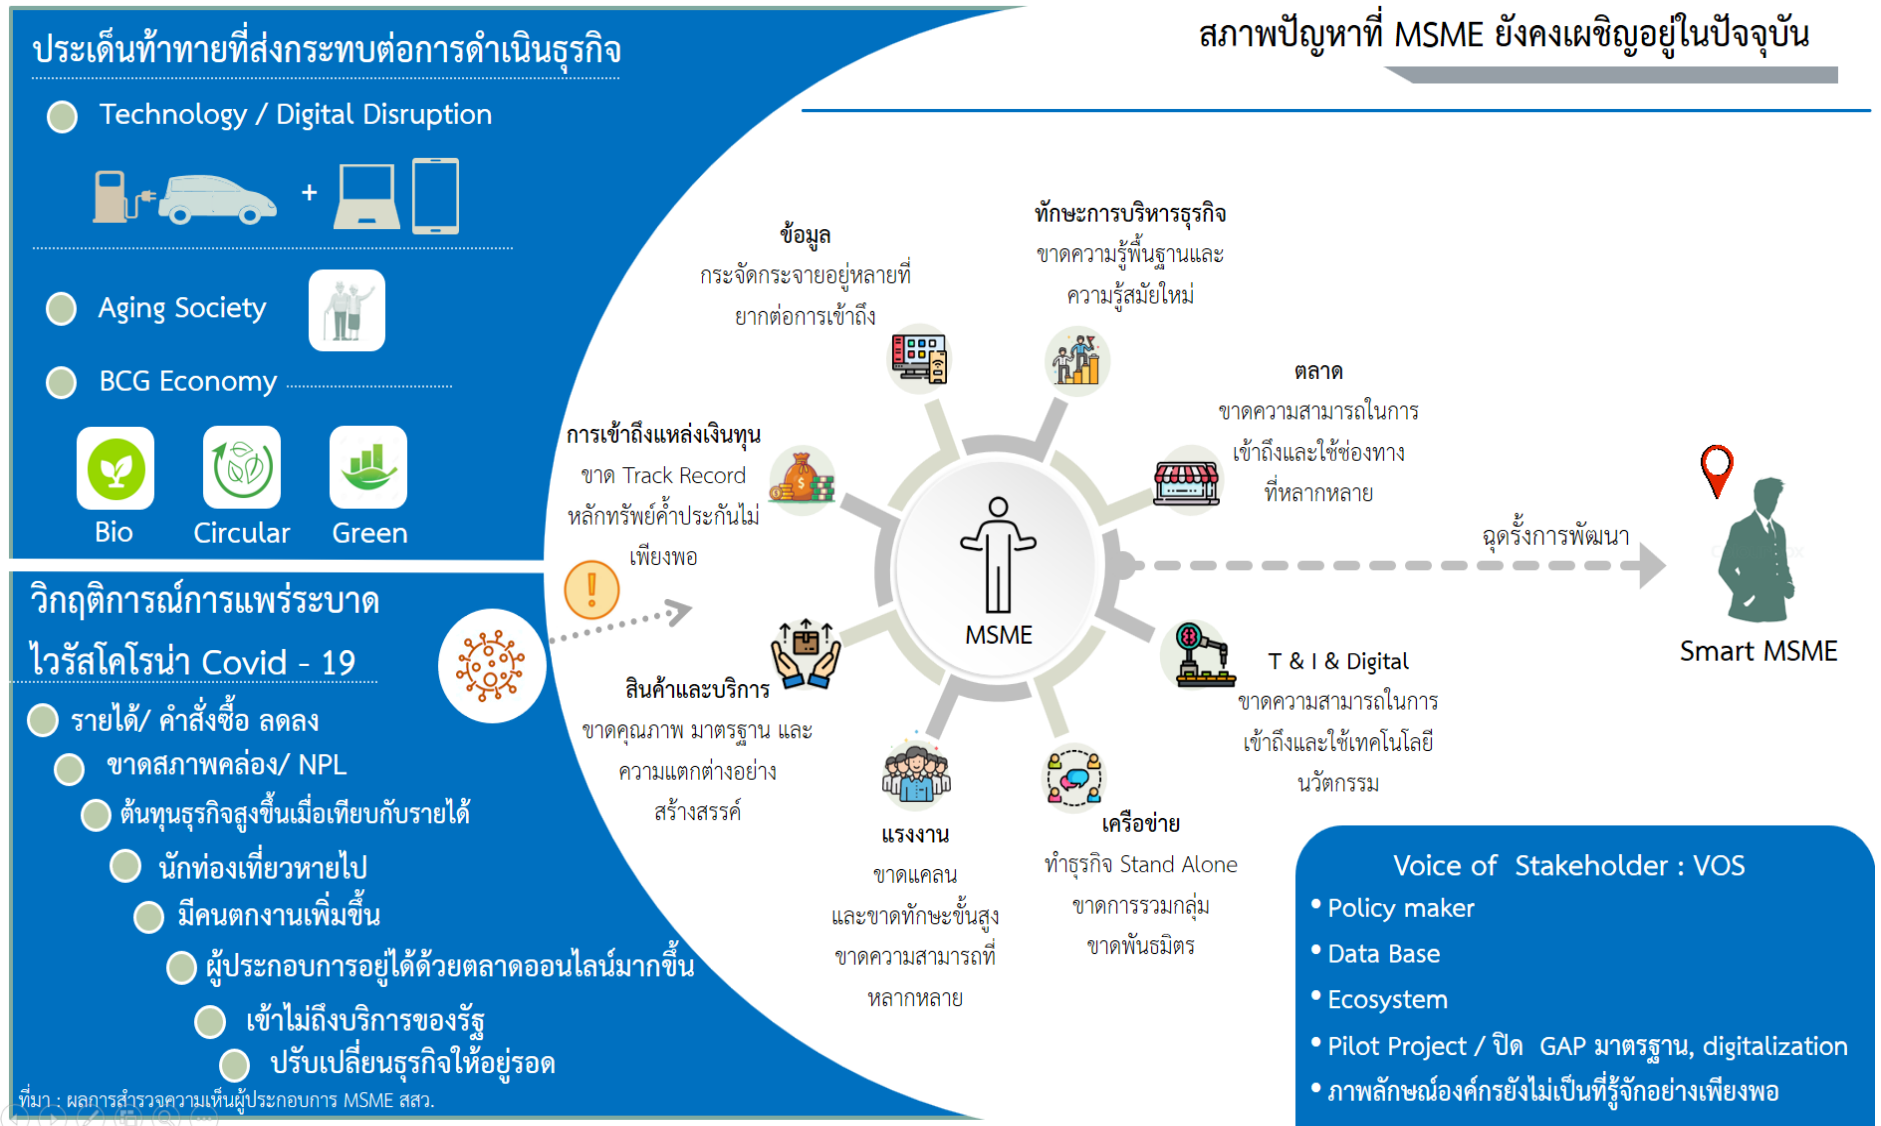 ประเด็นท้าทายที่ส่งกระทบต่อการดำเนินธุรกิจ
Technology / Digital Disruption
+
Aging Society
BCG Economy
Bio
Circular
Green
วิกฤติการณ์การแพร่ระบาด
ไวรัสโคโรน่า Covid - 19
รายได้/ คำสั่งซื้อ ลดลง
ขาดสภาพคล่อง/ NPL
ต้นทุนธุรกิจสูงขึ้นเมื่อเทียบกับรายได้
นักท่องเที่ยวหายไป
มีคนตกงานเพิ่มขึ้น
ผู้ประกอบการอยู่ได้ด้วยตลาดออนไลน์มากขึ้น
เข้าไม่ถึงบริการของรัฐ
ปรับเปลี่ยนธุรกิจให้อยู่รอด
ที่มา : ผลการสำรวจความเห็นผู้ประกอบการ MSME สสว.
สภาพปัญหาที่ MSME ยังคงเผชิญอยู่ในปัจจุบัน
ข้อมูล
กระจัดกระจายอยู่หลายที่
ยากต่อการเข้าถึง
ทักษะการบริหารธุรกิจ
ขาดความรู้พื้นฐานและ
ความรู้สมัยใหม่
ตลาด
ขาดความสามารถในการ
เข้าถึงและใช้ช่องทาง
ที่หลากหลาย
การเข้าถึงแหล่งเงินทุน
ขาด Track Record
หลักทรัพย์ค้ำประกันไม่
เพียงพอ
MSME
ฉุดรั้งการพัฒนา
Smart MSME
สินค้าและบริการ
ขาดคุณภาพ มาตรฐาน และ
ความแตกต่างอย่าง
สร้างสรรค์
T & I & Digital
ขาดความสามารถในการ
เข้าถึงและใช้เทคโนโลยี
นวัตกรรม
แรงงาน
ขาดแคลน
และขาดทักษะขั้นสูง
ขาดความสามารถที่
หลากหลาย
เครือข่าย
ทำธุรกิจ Stand Alone
ขาดการรวมกลุ่ม
ขาดพันธมิตร
Voice of Stakeholder : VOS
• Policy maker
• Data Base
• Ecosystem
• Pilot Project / ปิด GAP มาตรฐาน, digitalization
• ภาพลักษณ์องค์กรยังไม่เป็นที่รู้จักอย่างเพียงพอ